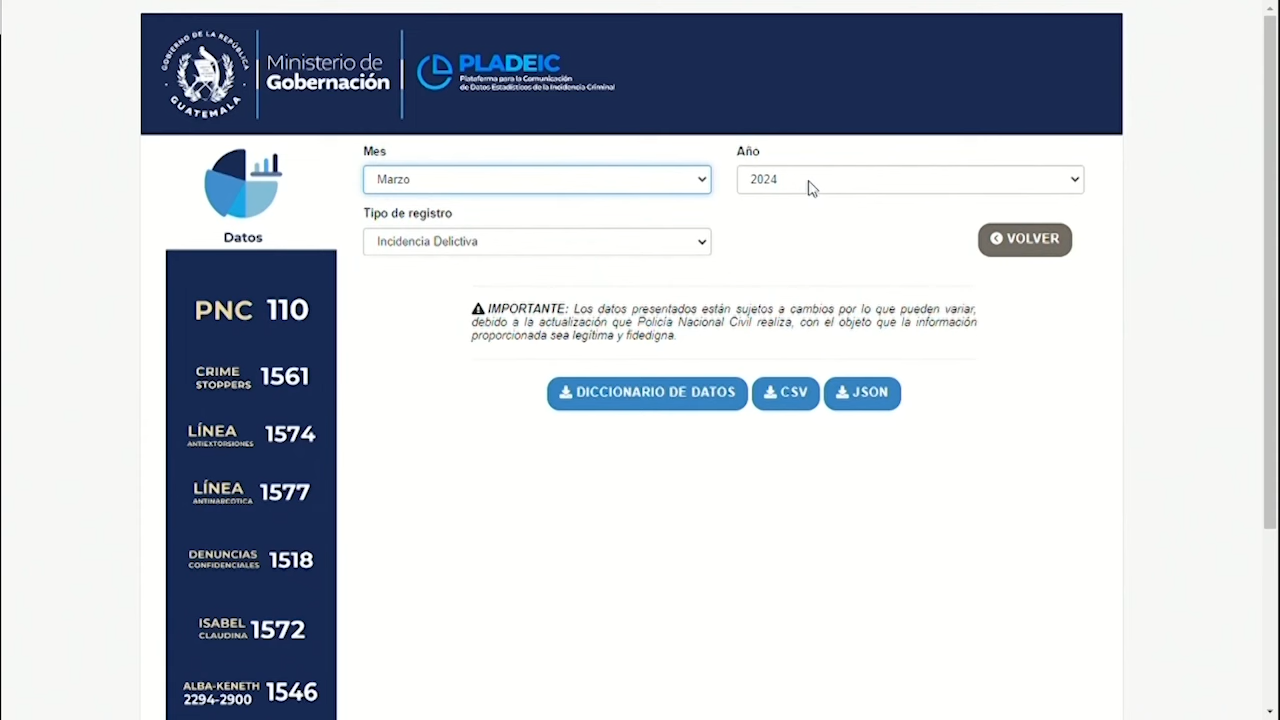 GOBIERNO DE LA REPÚBLICA
GUATEMALA
Ministerio de
Gobernación
PLADEIC
Plataforma para la Comunicación
de Datos Estadísticos de la Incidencia Criminal
Datos
Mes
Marzo
Año
2024
Tipo de registro
Incidencia Delictiva
VOLVER
IMPORTANTE: Los datos presentados están sujetos a cambios por lo que pueden variar,
debido a la actualización que Policía Nacional Civil realiza, con el objeto que la información
proporcionada sea legítima y fidedigna.
DICCIONARIO DE DATOS
CSV
JSON
PNC 110
CRIME
STOPPERS 1561
LÍNEA
ANTIEXTORSIONES 1574
LÍNEA
ANTINARCOTICA 1577
DENUNCIAS
CONFIDENCIALES 1518
ISABEL
CLAUDINA 1572
ALBA-KENETH
2294-2900 1546